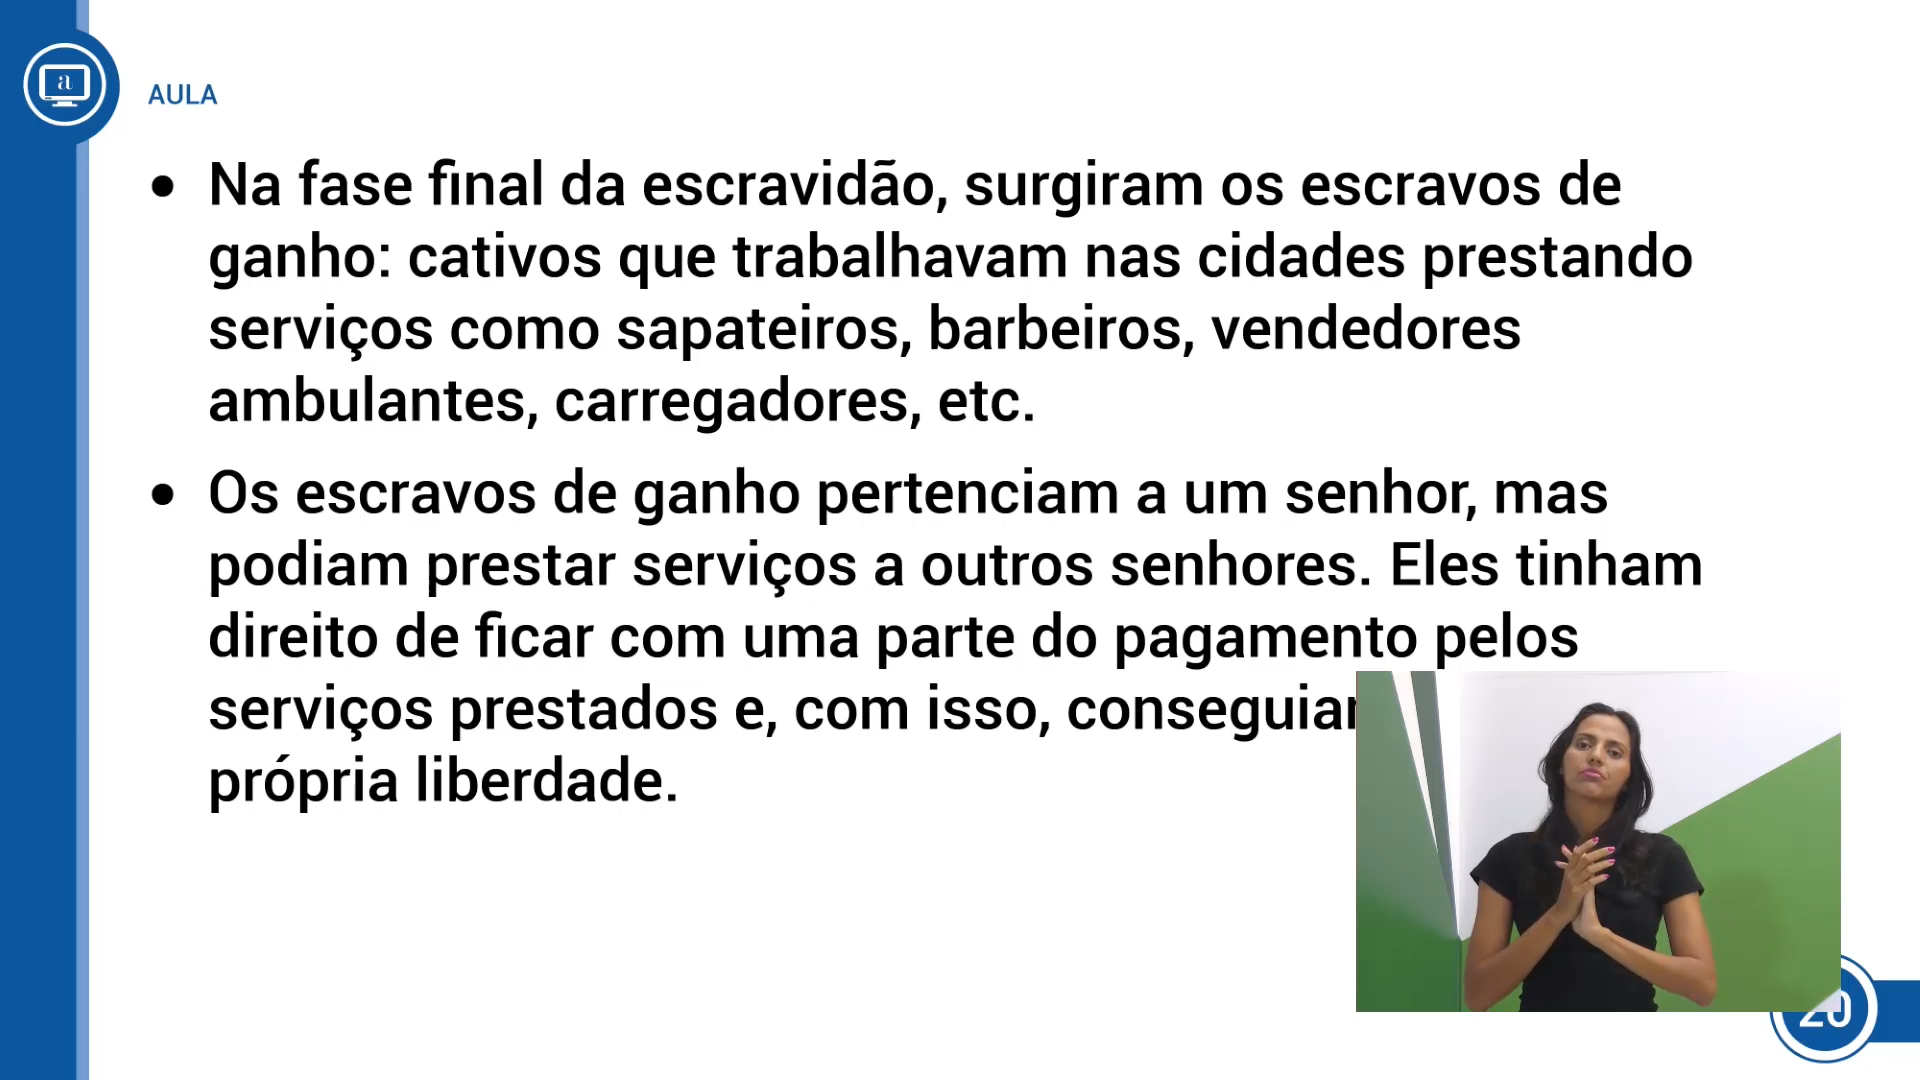 a
AULA
• Na fase final da escravidão, surgiram os escravos de
ganho: cativos que trabalhavam nas cidades prestando
serviços como sapateiros, barbeiros, vendedores
ambulantes, carregadores, etc.
• Os escravos de ganho pertenciam a um senhor, mas
podiam prestar serviços a outros senhores. Eles tinham
direito de ficar com uma parte do pagamento pelos
serviços prestados e, com isso,
própria liberdade.